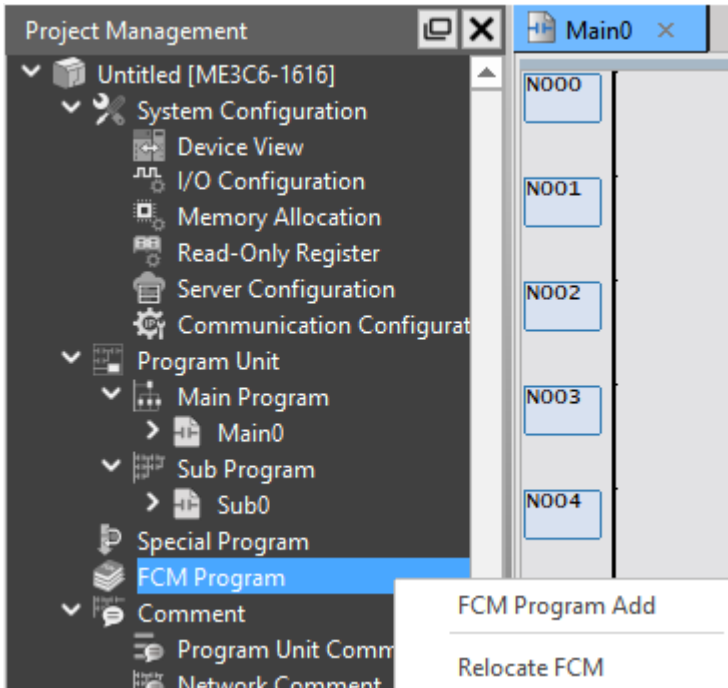 Project Management
Main0
Untitled [ME3C6-1616]
System Configuration
Device View
I/O Configuration
Memory Allocation
Read-Only Register
Server Configuration
Communication Configurat
Program Unit
Main Program
Main0
Sub Program
Sub0
Special Program
FCM Program
Comment
Program Unit Comm
Network Comment
N000
N001
N002
N003
N004
FCM Program Add
Relocate FCM